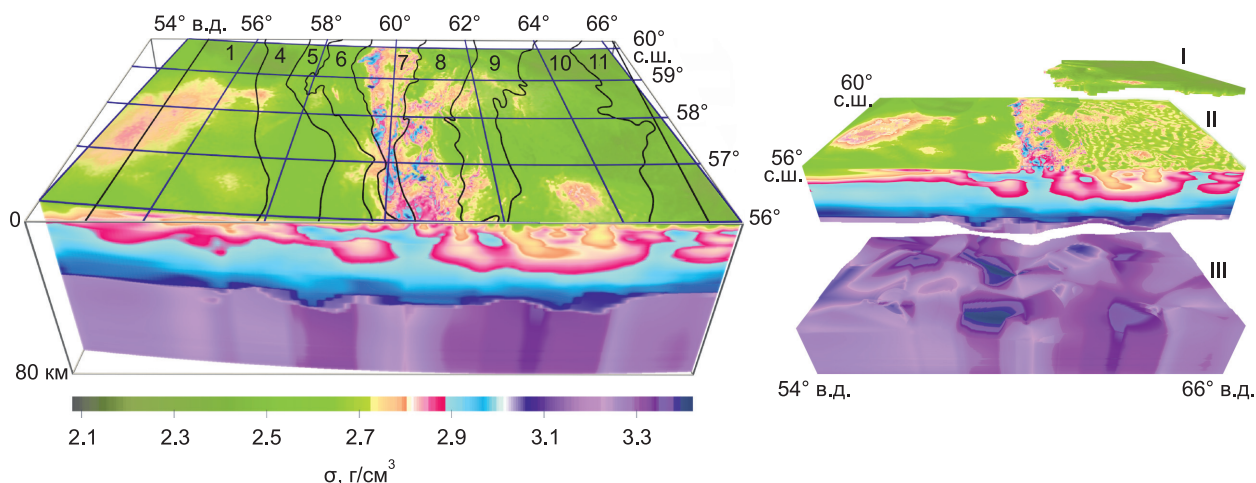 54° в.д. 56° 58° 60° 62° 64° 66°
60°
с.ш.
1 4 5 6 7 8 9 10 11
59°
58°
57°
0
56°
80 км
2.1 2.3 2.5 2.7 2.9 3.1 3.3
σ, г/см³
I
60°
с.ш.
II
56°
с.ш.
III
54° в.д. 66° в.д.